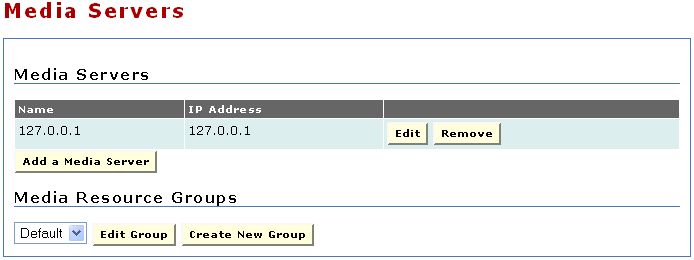 Media Servers
Media Servers
Name IP Address
127.0.0.1 127.0.0.1 Edit Remove
Add a Media Server
Media Resource Groups
Default Edit Group Create New Group